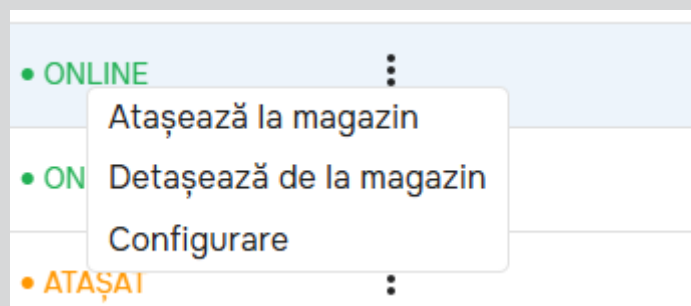 ONLINE
Atașează la magazin
ON
Detașează de la magazin
Configurare
ATAȘAT